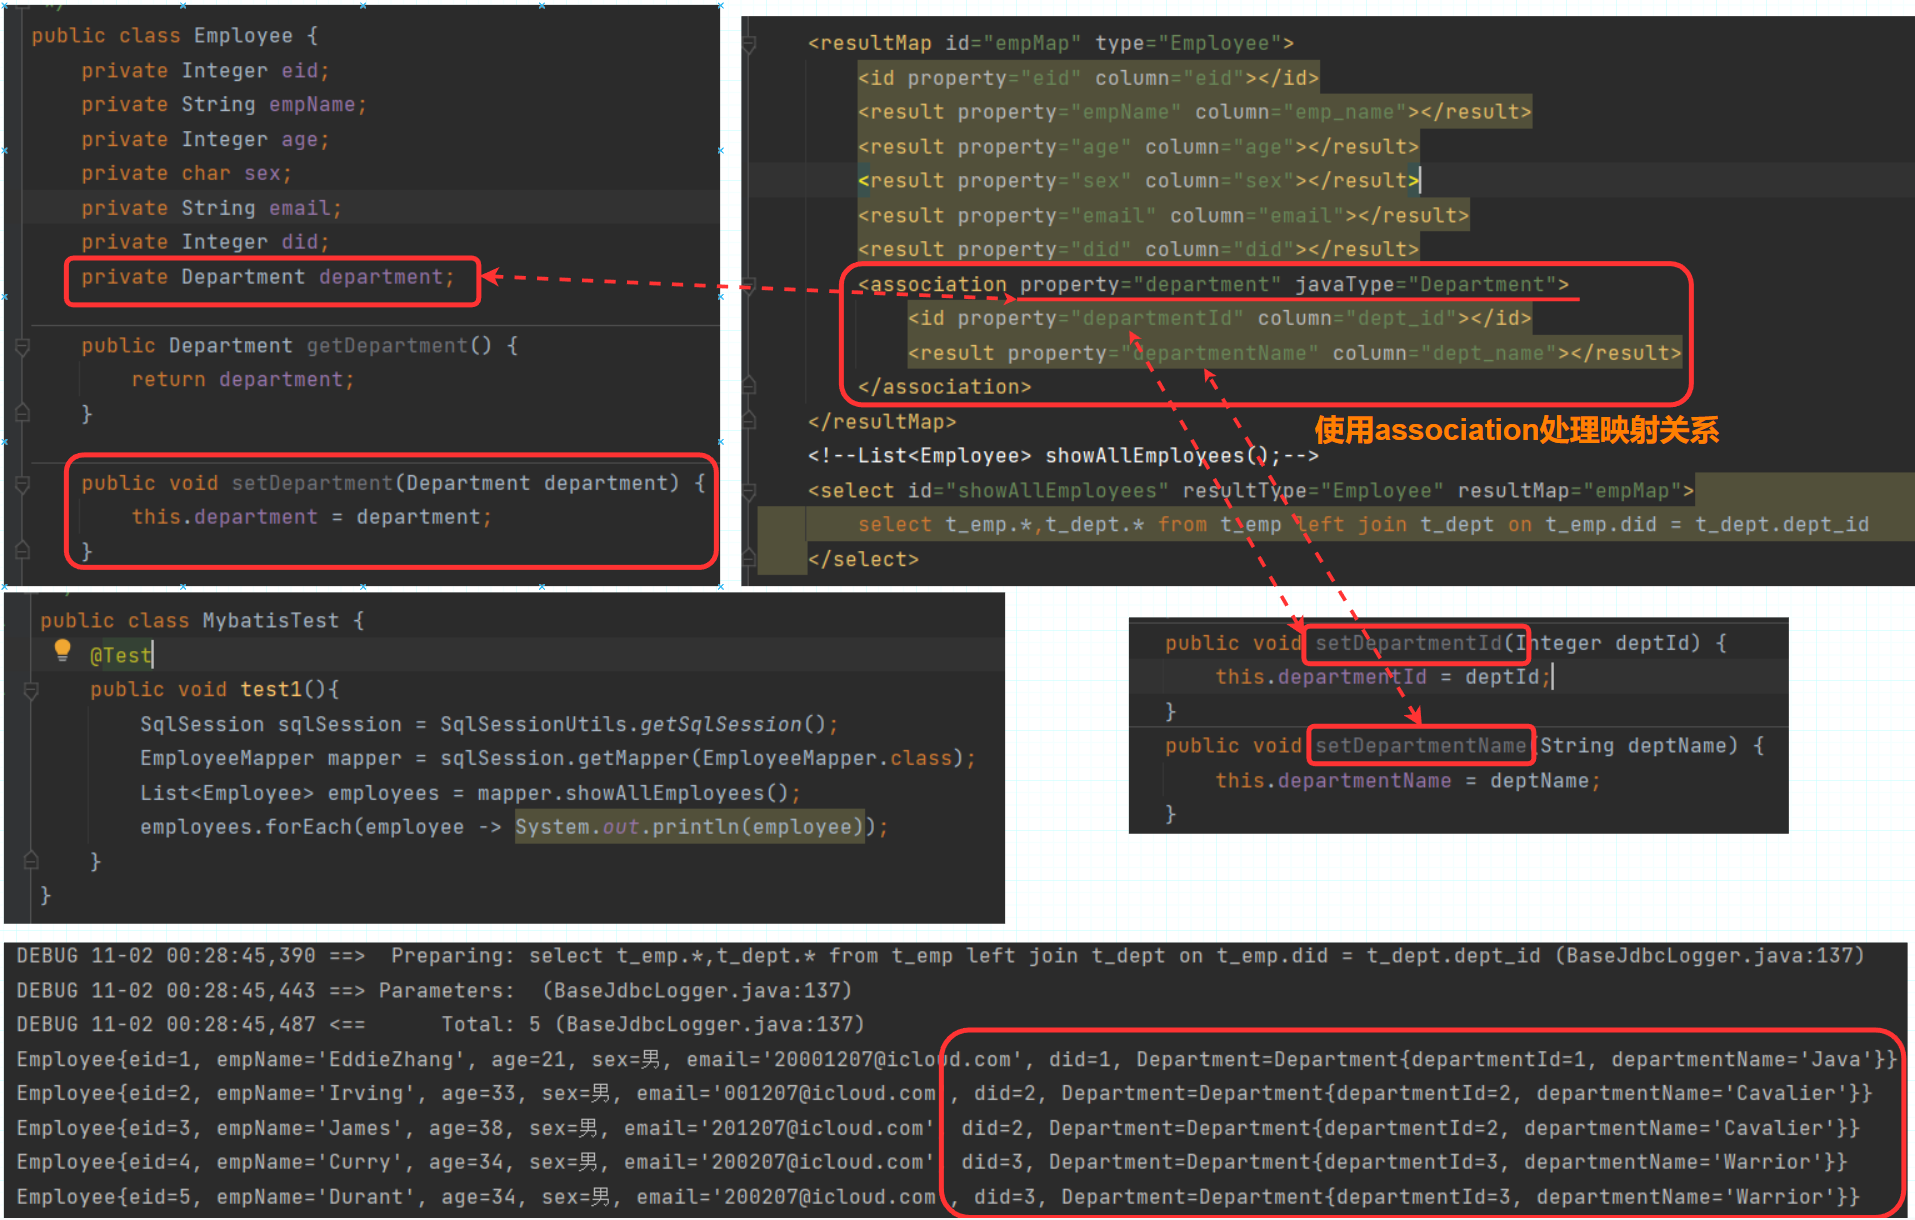 public class Employee {
private Integer eid;
private String empName;
private Integer age;
private char sex;
private String email;
private Integer did;
private Department department;
public Department getDepartment() {
return department;
}
public void setDepartment(Department department) {
this.department = department;
}
<resultMap id="empMap" type="Employee">
<id property="eid" column="eid"></id>
<result property="empName" column="emp_name"></result>
<result property="age" column="age"></result>
<result property="sex" column="sex"></result>
<result property="email" column="email"></result>
<result property="did" column="did"></result>
<association property="department" javaType="Department">
<id property="departmentId" column="dept_id"></id>
<result property="departmentName" column="dept_name"></result>
</association>
</resultMap>
使用association处理映射关系
<!--List<Employee> showAllEmployees();-->
<select id="showAllEmployees" resultType="Employee" resultMap="empMap">
select t_emp.*,t_dept.* from t_emp left join t_dept on t_emp.did = t_dept.dept_id
</select>
public class MybatisTest {
@Test
public void test1(){
SqlSession sqlSession = SqlSessionUtils.getSqlSession();
EmployeeMapper mapper = sqlSession.getMapper(EmployeeMapper.class);
List<Employee> employees = mapper.showAllEmployees();
employees.forEach(employee -> System.out.println(employee));
}
}
public void setDepartmentId(Integer deptId) {
this.departmentId = deptId;
}
public void setDepartmentName(String deptName) {
this.departmentName = deptName;
}
DEBUG 11-02 00:28:45,390 ==>  Preparing: select t_emp.*,t_dept.* from t_emp left join t_dept on t_emp.did = t_dept.dept_id (BaseJdbcLogger.java:137)
DEBUG 11-02 00:28:45,443 ==> Parameters:  (BaseJdbcLogger.java:137)
DEBUG 11-02 00:28:45,487 <==      Total: 5 (BaseJdbcLogger.java:137)
Employee{eid=1, empName='EddieZhang', age=21, sex=男, email='20001207@icloud.com', did=1, Department=Department{departmentId=1, departmentName='Java'}}
Employee{eid=2, empName='Irving', age=33, sex=男, email='001207@icloud.com', did=2, Department=Department{departmentId=2, departmentName='Cavalier'}}
Employee{eid=3, empName='James', age=38, sex=男, email='201207@icloud.com', did=2, Department=Department{departmentId=2, departmentName='Cavalier'}}
Employee{eid=4, empName='Curry', age=34, sex=男, email='200207@icloud.com', did=3, Department=Department{departmentId=3, departmentName='Warrior'}}
Employee{eid=5, empName='Durant', age=34, sex=男, email='200207@icloud.com', did=3, Department=Department{departmentId=3, departmentName='Warrior'}}